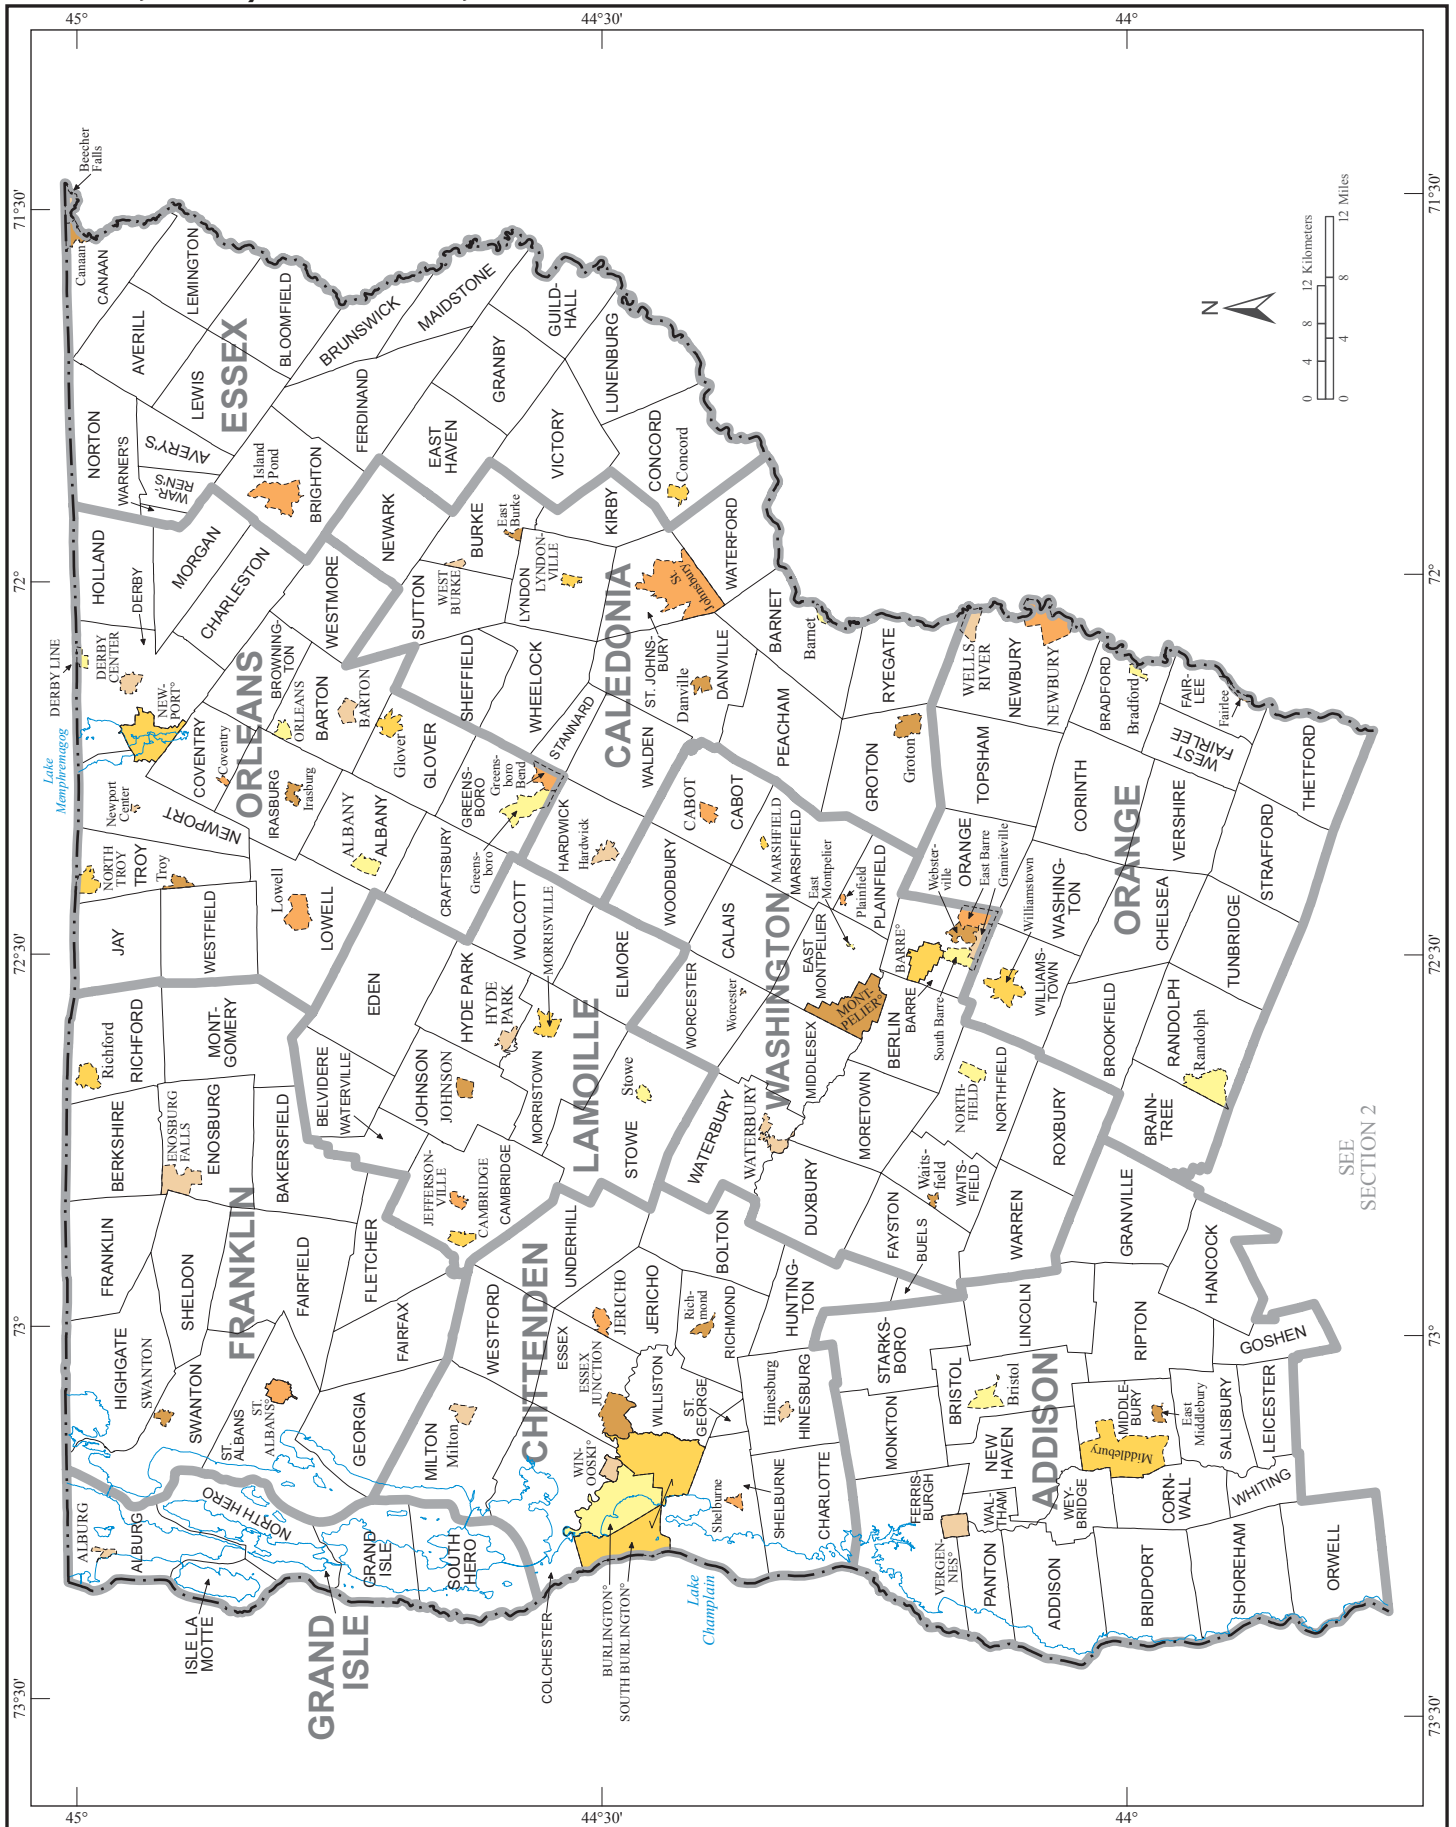 45°
44°30'
44°
71°30'
72°
72°30'
73°
73°30'
71°30'
72°
72°30'
73°
73°30'
45°
44°30'
44°
Beecher
Falls
Canaan
CANAAN
LEMINGTON
AVERILL
BLOOMFIELD
LEWIS
ESSEX
BRUNSWICK
MAIDSTONE
GUILD-
HALL
NORTON
WARNER'S
AVERY'S
WAR-
REN'S
FERDINAND
GRANBY
LUNENBURG
EAST
HAVEN
VICTORY
CONCORD
Concord
Island
Pond
BRIGHTON
HOLLAND
MORGAN
DERBY
CHARLESTON
NEWARK
BURKE
East
Burke
KIRBY
WATERFORD
WESTMORE
SUTTON
WEST
BURKE
LYNDON
LYNDON-
VILLE
CALEDONIA
St.
Johnsbury
ST. JOHNS-
BURY
BARNET
Barnet
DERBY LINE
DERBY
CENTER
Lake
Memphremagog
NEW-
PORT°
BROWNING-
TON
ORLEANS
ORLEANS
BARTON
BARTON
SHEFFIELD
WHEELOCK
DANVILLE
Danville
RYEGATE
WELLS
RIVER
NEWBURY
NEWBURY
BRADFORD
Bradford
FAIR-
LEE
Fairlee
COVENTRY
Coventry
Glover
GLOVER
STANNARD
WALDEN
PEACHAM
GROTON
Groton
TOPSHAM
WEST
FAIRLEE
THETFORD
Newport
Center
NEWPORT
IRASBURG
Irasburg
ALBANY
ALBANY
GREENS-
BORO
Greens-
boro
Bend
Greens-
boro
HARDWICK
Hardwick
CABOT
CABOT
CORINTH
VERSHIRE
STRAFFORD
NORTH
TROY
TROY
Troy
Lowell
LOWELL
CRAFTSBURY
WOODBURY
MARSHFIELD
MARSHFIELD
East
Montpelier
Plainfield
PLAINFIELD
ORANGE
Webster-
ville
East Barre
Graniteville
Williamstown
WASHING-
TON
ORANGE
CHELSEA
TUNBRIDGE
JAY
WESTFIELD
WOLCOTT
MORRISVILLE
ELMORE
CALAIS
WASHINGTON
EAST
MONTPELIER
BARRE°
BARRE
South Barre
WILLIAMS-
TOWN
EDEN
HYDE PARK
HYDE
PARK
WORCESTER
Worcester
MONT-
PELIER°
BERLIN
BROOKFIELD
RANDOLPH
Randolph
Richford
RICHFORD
MONT-
GOMERY
BELVIDERE
WATERVILLE
JOHNSON
JOHNSON
MORRISTOWN
LAMOILLE
Stowe
STOWE
MIDDLESEX
MORETOWN
NORTH-
FIELD
NORTHFIELD
ROXBURY
BRAIN-
TREE
BERKSHIRE
ENOSBURG
FALLS
ENOSBURG
BAKERSFIELD
JEFFERSON-
VILLE
CAMBRIDGE
CAMBRIDGE
WATERBURY
WATERBURY
DUXBURY
Waits-
field
WAITS-
FIELD
FAYSTON
BUELS
WARREN
GRANVILLE
HANCOCK
SEE
SECTION 2
FRANKLIN
SHELDON
FRANKLIN
FAIRFIELD
FLETCHER
UNDERHILL
BOLTON
HUNTING-
TON
FAIRFAX
WESTFORD
CHITTENDEN
ESSEX
JERICHO
JERICHO
Rich-
mond
RICHMOND
STARKS-
BORO
LINCOLN
RIPTON
GOSHEN
HIGHGATE
SWANTON
SWANTON
ST.
ALBANS
ST.
ALBANS°
GEORGIA
MILTON
Milton
ESSEX
JUNCTION
WILLISTON
ST.
GEORGE
Hinesburg
HINESBURG
MONKTON
BRISTOL
Bristol
ADDISON
MIDDLE-
BURY
Middlebury
East
Middlebury
SALISBURY
LEICESTER
NEW
HAVEN
WIN-
OOSKI°
Shelburne
SHELBURNE
CHARLOTTE
FERRIS-
BURGH
WAL-
THAM
WEY-
BRIDGE
CORN-
WALL
WHITING
ALBURG
ALBURG
NORTH HERO
GRAND
ISLE
SOUTH
HERO
VERGEN-
NES°
PANTON
ADDISON
BRIDPORT
SHOREHAM
ORWELL
ISLE LA
MOTTE
GRAND
ISLE
COLCHESTER
BURLINGTON°
SOUTH BURLINGTON°
Lake
Champlain
N
0 4 8 12 Kilometers
0 4 8 12 Miles